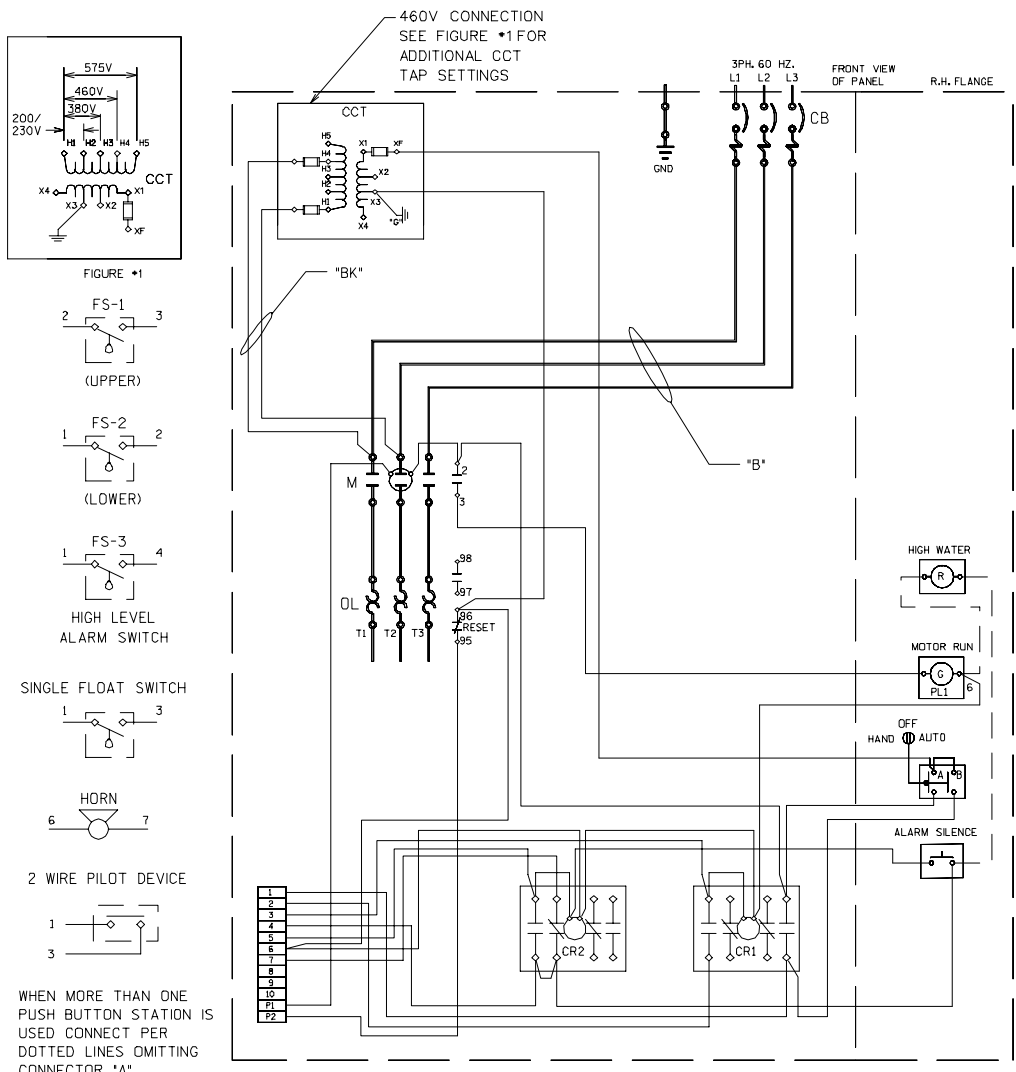 460V CONNECTION
SEE FIGURE *1 FOR
ADDITIONAL CCT
TAP SETTINGS
575V
460V
380V
200/
230V
H1 H2 H3 H4 H5
CCT
X4
X3
X2
X1
XF
FIGURE *1
CCT
H5
H4
H3
H2
H1
X1
XF
X2
X3
X4
"G"
GND
3PH. 60 HZ.
L1 L2 L3
CB
FRONT VIEW
OF PANEL
R.H. FLANGE
"BK"
"B"
FS-1
2 3
(UPPER)
FS-2
1 2
(LOWER)
FS-3
1 4
HIGH LEVEL
ALARM SWITCH
SINGLE FLOAT SWITCH
1 3
HORN
6 7
2 WIRE PILOT DEVICE
1
3
WHEN MORE THAN ONE
PUSH BUTTON STATION IS
USED CONNECT PER
DOTTED LINES OMITTING
CONNECTOR "A"
M
2
3
OL
98
97
96
RESET
95
T1 T2 T3
HIGH WATER
R
MOTOR RUN
G
PL1
6
OFF
HAND AUTO
A B
ALARM SILENCE
1
2
3
4
5
6
7
8
9
10
P1
P2
CR2
CR1